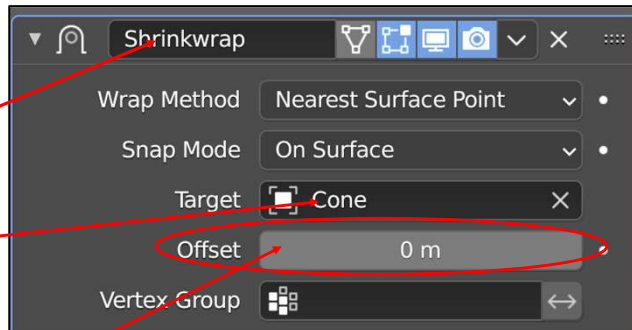 Shrinkwrap
Wrap Method Nearest Surface Point
Snap Mode On Surface
Target Cone
Offset 0 m
Vertex Group